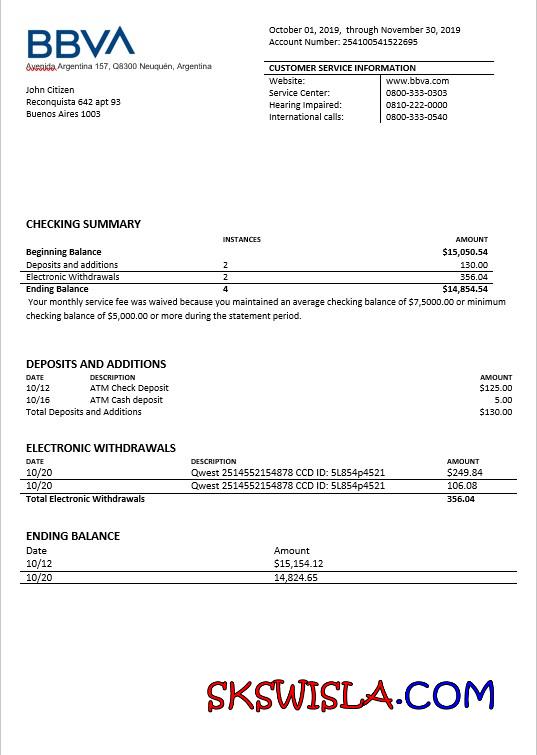 BBVA
Avenida Argentina 157, Q8300 Neuquén, Argentina
October 01, 2019, through November 30, 2019
Account Number: 254100541522695
CUSTOMER SERVICE INFORMATION
Website: www.bbva.com
Service Center: 0800-333-0303
Hearing Impaired: 0810-222-0000
International calls: 0800-333-0540
John Citizen
Reconquista 642 apt 93
Buenos Aires 1003
CHECKING SUMMARY
INSTANCES AMOUNT
Beginning Balance $15,050.54
Deposits and additions 2 130.00
Electronic Withdrawals 2 356.04
Ending Balance 4 $14,854.54
Your monthly service fee was waived because you maintained an average checking balance of $7,5000.00 or minimum
checking balance of $5,000.00 or more during the statement period.
DEPOSITS AND ADDITIONS
DATE DESCRIPTION AMOUNT
10/12 ATM Check Deposit $125.00
10/16 ATM Cash deposit 5.00
Total Deposits and Additions $130.00
ELECTRONIC WITHDRAWALS
DATE DESCRIPTION AMOUNT
10/20 Qwest 2514552154878 CCD ID: 5L854p4521 $249.84
10/20 Qwest 2514552154878 CCD ID: 5L854p4521 106.08
Total Electronic Withdrawals 356.04
ENDING BALANCE
Date Amount
10/12 $15,154.12
10/20 14,824.65
SKSWISLA.COM